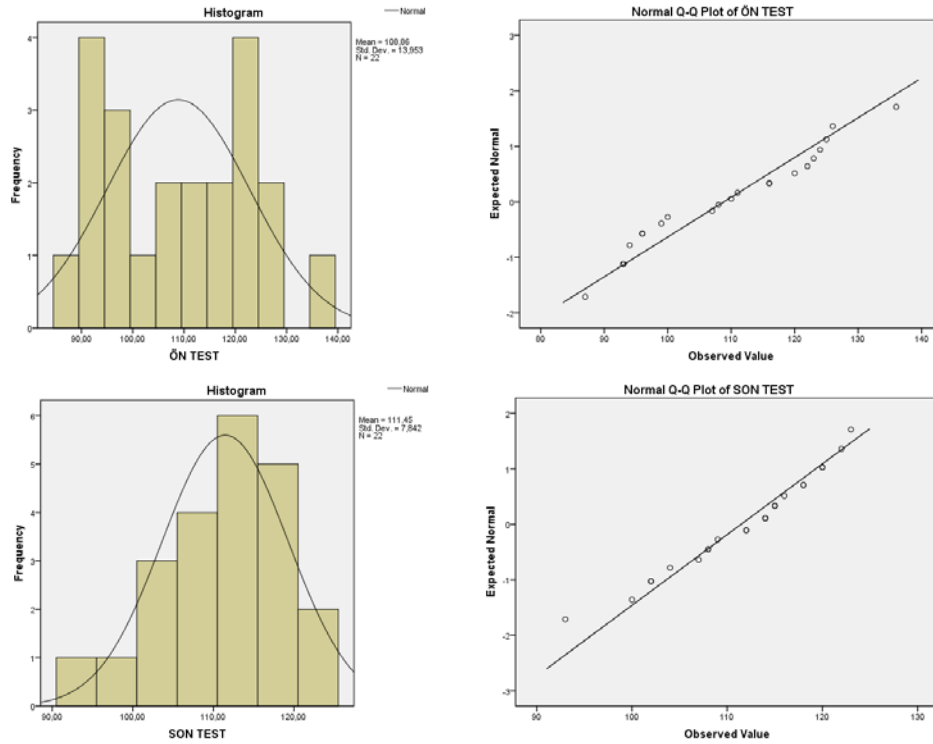 Histogram
Normal
Mean = 108,86
Std. Dev. = 13,953
N = 22
4
3
2
1
0
Frequency
90,00 100,00 110,00 120,00 130,00 140,00
ÖN TEST
Normal Q-Q Plot of ÖN TEST
3
2
1
0
-1
-2
Expected Normal
80 90 100 110 120 130 140
Observed Value
Histogram
Normal
Mean = 111,45
Std. Dev. = 7,842
N = 22
6
5
4
3
2
1
0
Frequency
90,00 100,00 110,00 120,00
SON TEST
Normal Q-Q Plot of SON TEST
2
1
0
-1
-2
-3
Expected Normal
90 100 110 120 130
Observed Value